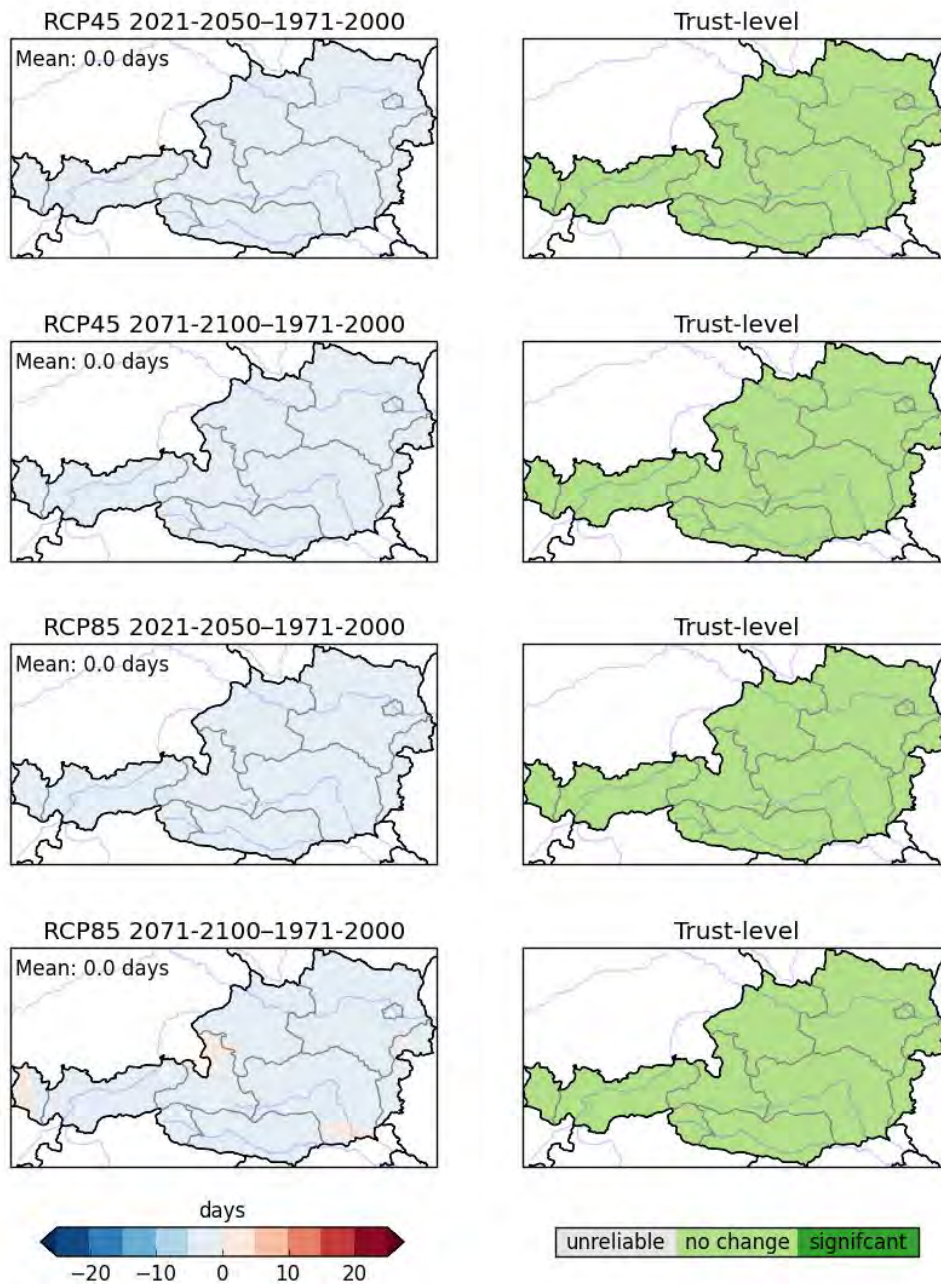 RCP45 2021-2050–1971-2000
Trust-level
Mean: 0.0 days
RCP45 2071-2100–1971-2000
Trust-level
Mean: 0.0 days
RCP85 2021-2050–1971-2000
Trust-level
Mean: 0.0 days
RCP85 2071-2100–1971-2000
Trust-level
Mean: 0.0 days
days
unreliable no change signifcant
−20 −10 0 10 20